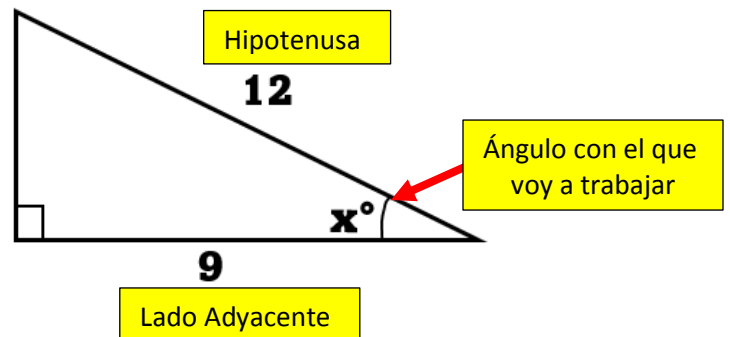 Hipotenusa
12
Ángulo con el que
voy a trabajar
x°
9
Lado Adyacente